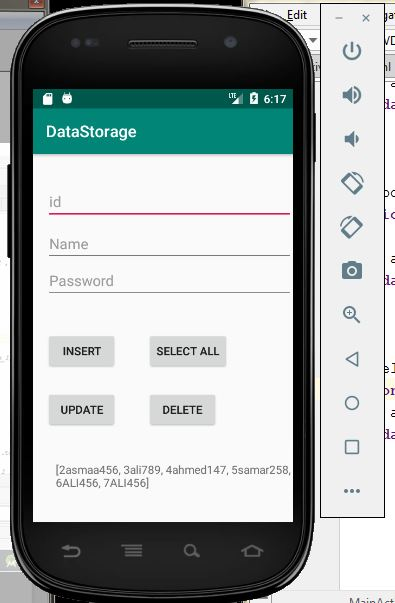 Edit
LTE 6:17
DataStorage
id
Name
Password
INSERT SELECT ALL
UPDATE DELETE
[2asmaa456, 3ali789, 4ahmed147, 5samar258,
6ALI456, 7ALI456]
MainAct